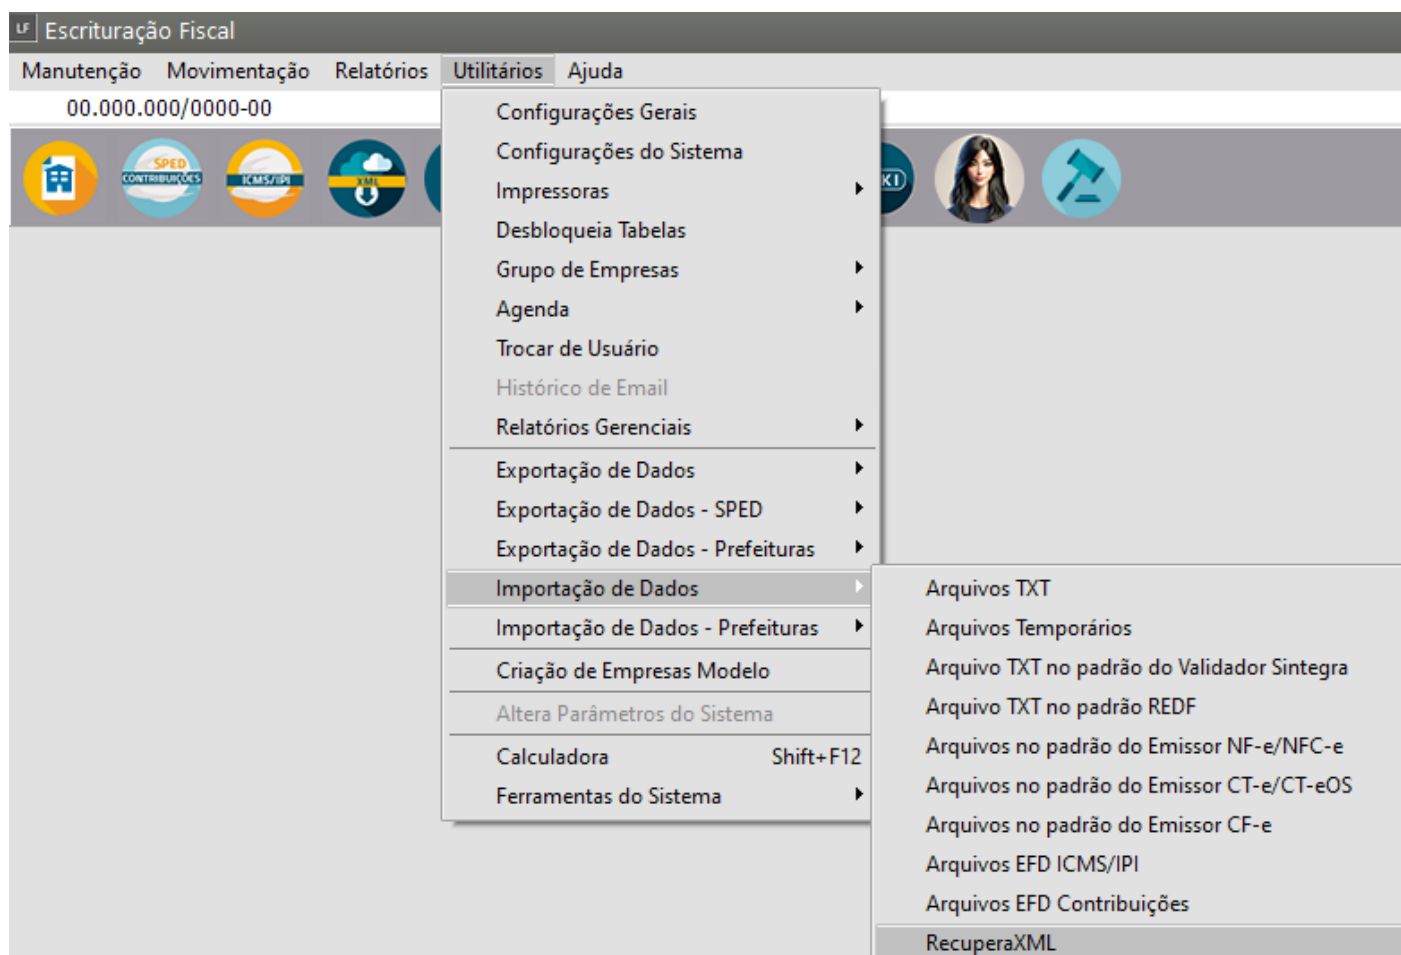 LF Escrituração Fiscal
Manutenção Movimentação Relatórios Utilitários Ajuda
00.000.000/0000-00
SPED
CONTRIBUIÇÕES
ICMS/IPI
XML
KI)
Configurações Gerais
Configurações do Sistema
Impressoras
Desbloqueia Tabelas
Grupo de Empresas
Agenda
Trocar de Usuário
Histórico de Email
Relatórios Gerenciais
Exportação de Dados
Exportação de Dados - SPED
Exportação de Dados - Prefeituras
Importação de Dados
Importação de Dados - Prefeituras
Criação de Empresas Modelo
Altera Parâmetros do Sistema
Calculadora Shift+F12
Ferramentas do Sistema
Arquivos TXT
Arquivos Temporários
Arquivo TXT no padrão do Validador Sintegra
Arquivo TXT no padrão REDF
Arquivos no padrão do Emissor NF-e/NFC-e
Arquivos no padrão do Emissor CT-e/CT-eOS
Arquivos no padrão do Emissor CF-e
Arquivos EFD ICMS/IPI
Arquivos EFD Contribuições
RecuperaXML